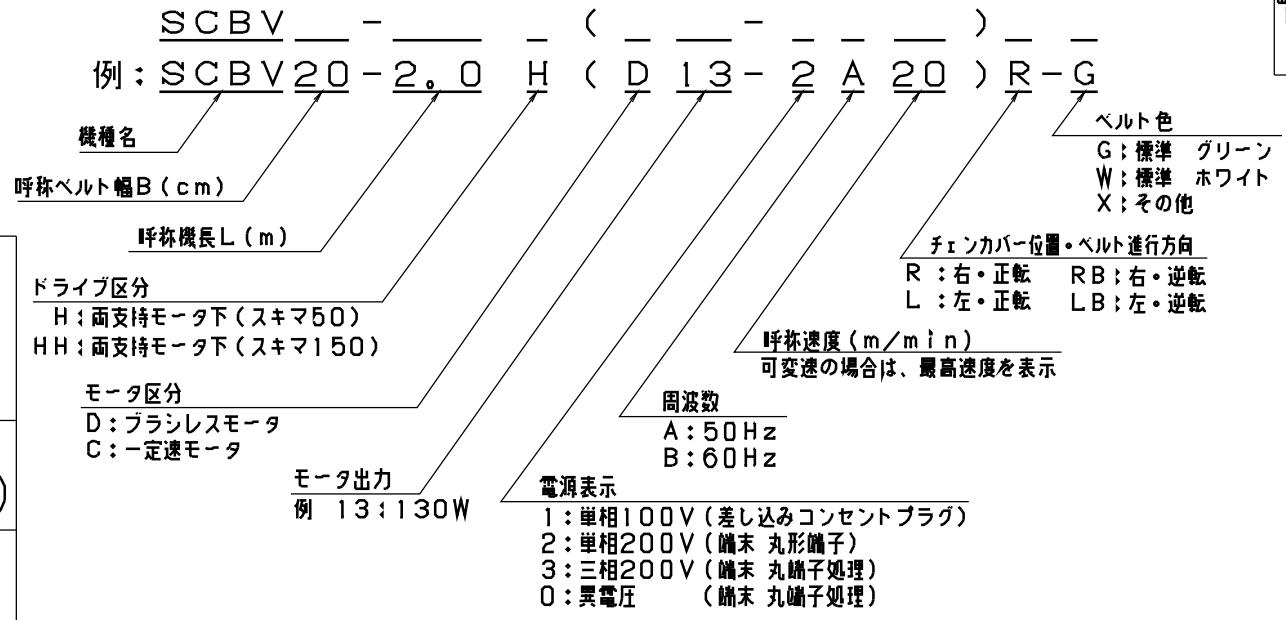 SCBV__-____ _ ( _ __-_ _ __ )_-_
例：SCBV20-2.0 H ( D 13-2 A 20 ) R-G
機種名
呼称ベルト幅B(cm)
呼称機長L(m)
ドライブ区分
H：両支持モータ下(スキマ50)
HH：両支持モータ下(スキマ150)
モータ区分
D：ブラシレスモータ
C：一定速モータ
モータ出力
例 13：130W
電源表示
1：単相100V(差し込みコンセントプラグ)
2：単相200V(端末 丸形端子)
3：三相200V(端末 丸端子処理)
0：異電圧 (端末 丸端子処理)
周波数
A：50Hz
B：60Hz
呼称速度(m/min)
可変速の場合は、最高速度を表示
チェンカバー位置・ベルト進行方向
R ：右・正転 RB：右・逆転
L ：左・正転 LB：左・逆転
ベルト色
G：標準 グリーン
W：標準 ホワイト
X：その他